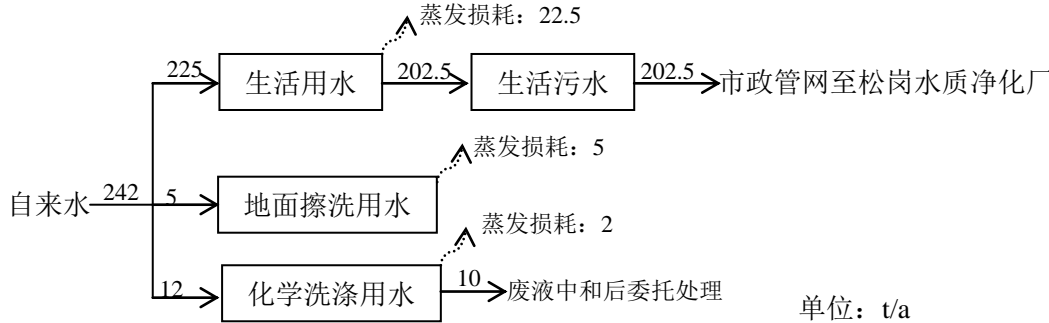 蒸发损耗：22.5
225
生活用水
202.5
生活污水
202.5
市政管网至松岗水质净化厂
蒸发损耗：5
自来水
242
5
地面擦洗用水
蒸发损耗：2
12
化学洗涤用水
10
废液中和后委托处理
单位：t/a